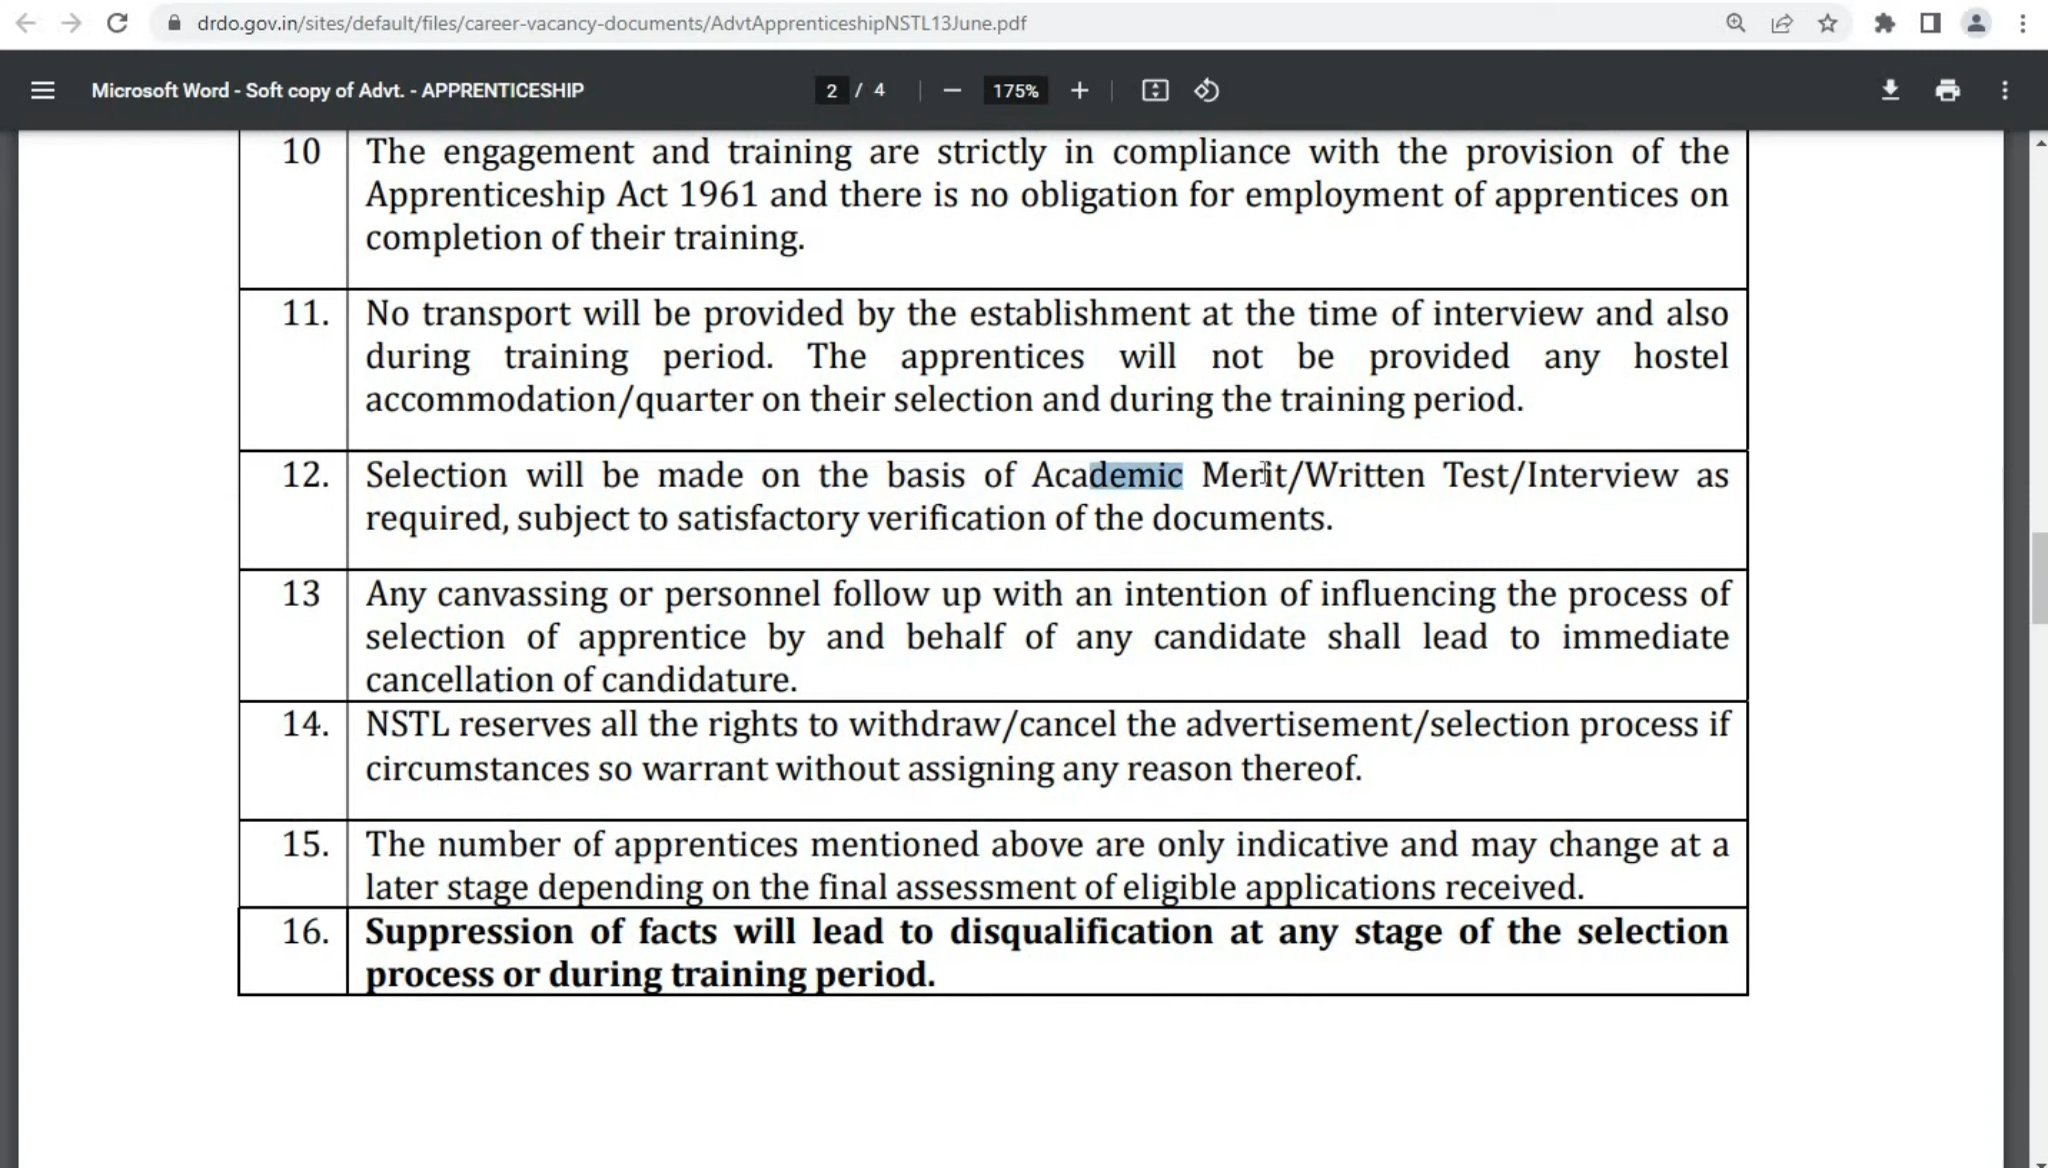 drdo.gov.in/sites/default/files/career-vacancy-documents/AdvtApprenticeshipNSTL13June.pdf
Microsoft Word - Soft copy of Advt. - APPRENTICESHIP 2 / 4 175%
10 The engagement and training are strictly in compliance with the provision of the
Apprenticeship Act 1961 and there is no obligation for employment of apprentices on
completion of their training.
11. No transport will be provided by the establishment at the time of interview and also
during training period. The apprentices will not be provided any hostel
accommodation/quarter on their selection and during the training period.
12. Selection will be made on the basis of Academic Merit/Written Test/Interview as
required, subject to satisfactory verification of the documents.
13 Any canvassing or personnel follow up with an intention of influencing the process of
selection of apprentice by and behalf of any candidate shall lead to immediate
cancellation of candidature.
14. NSTL reserves all the rights to withdraw/cancel the advertisement/selection process if
circumstances so warrant without assigning any reason thereof.
15. The number of apprentices mentioned above are only indicative and may change at a
later stage depending on the final assessment of eligible applications received.
16. Suppression of facts will lead to disqualification at any stage of the selection
process or during training period.